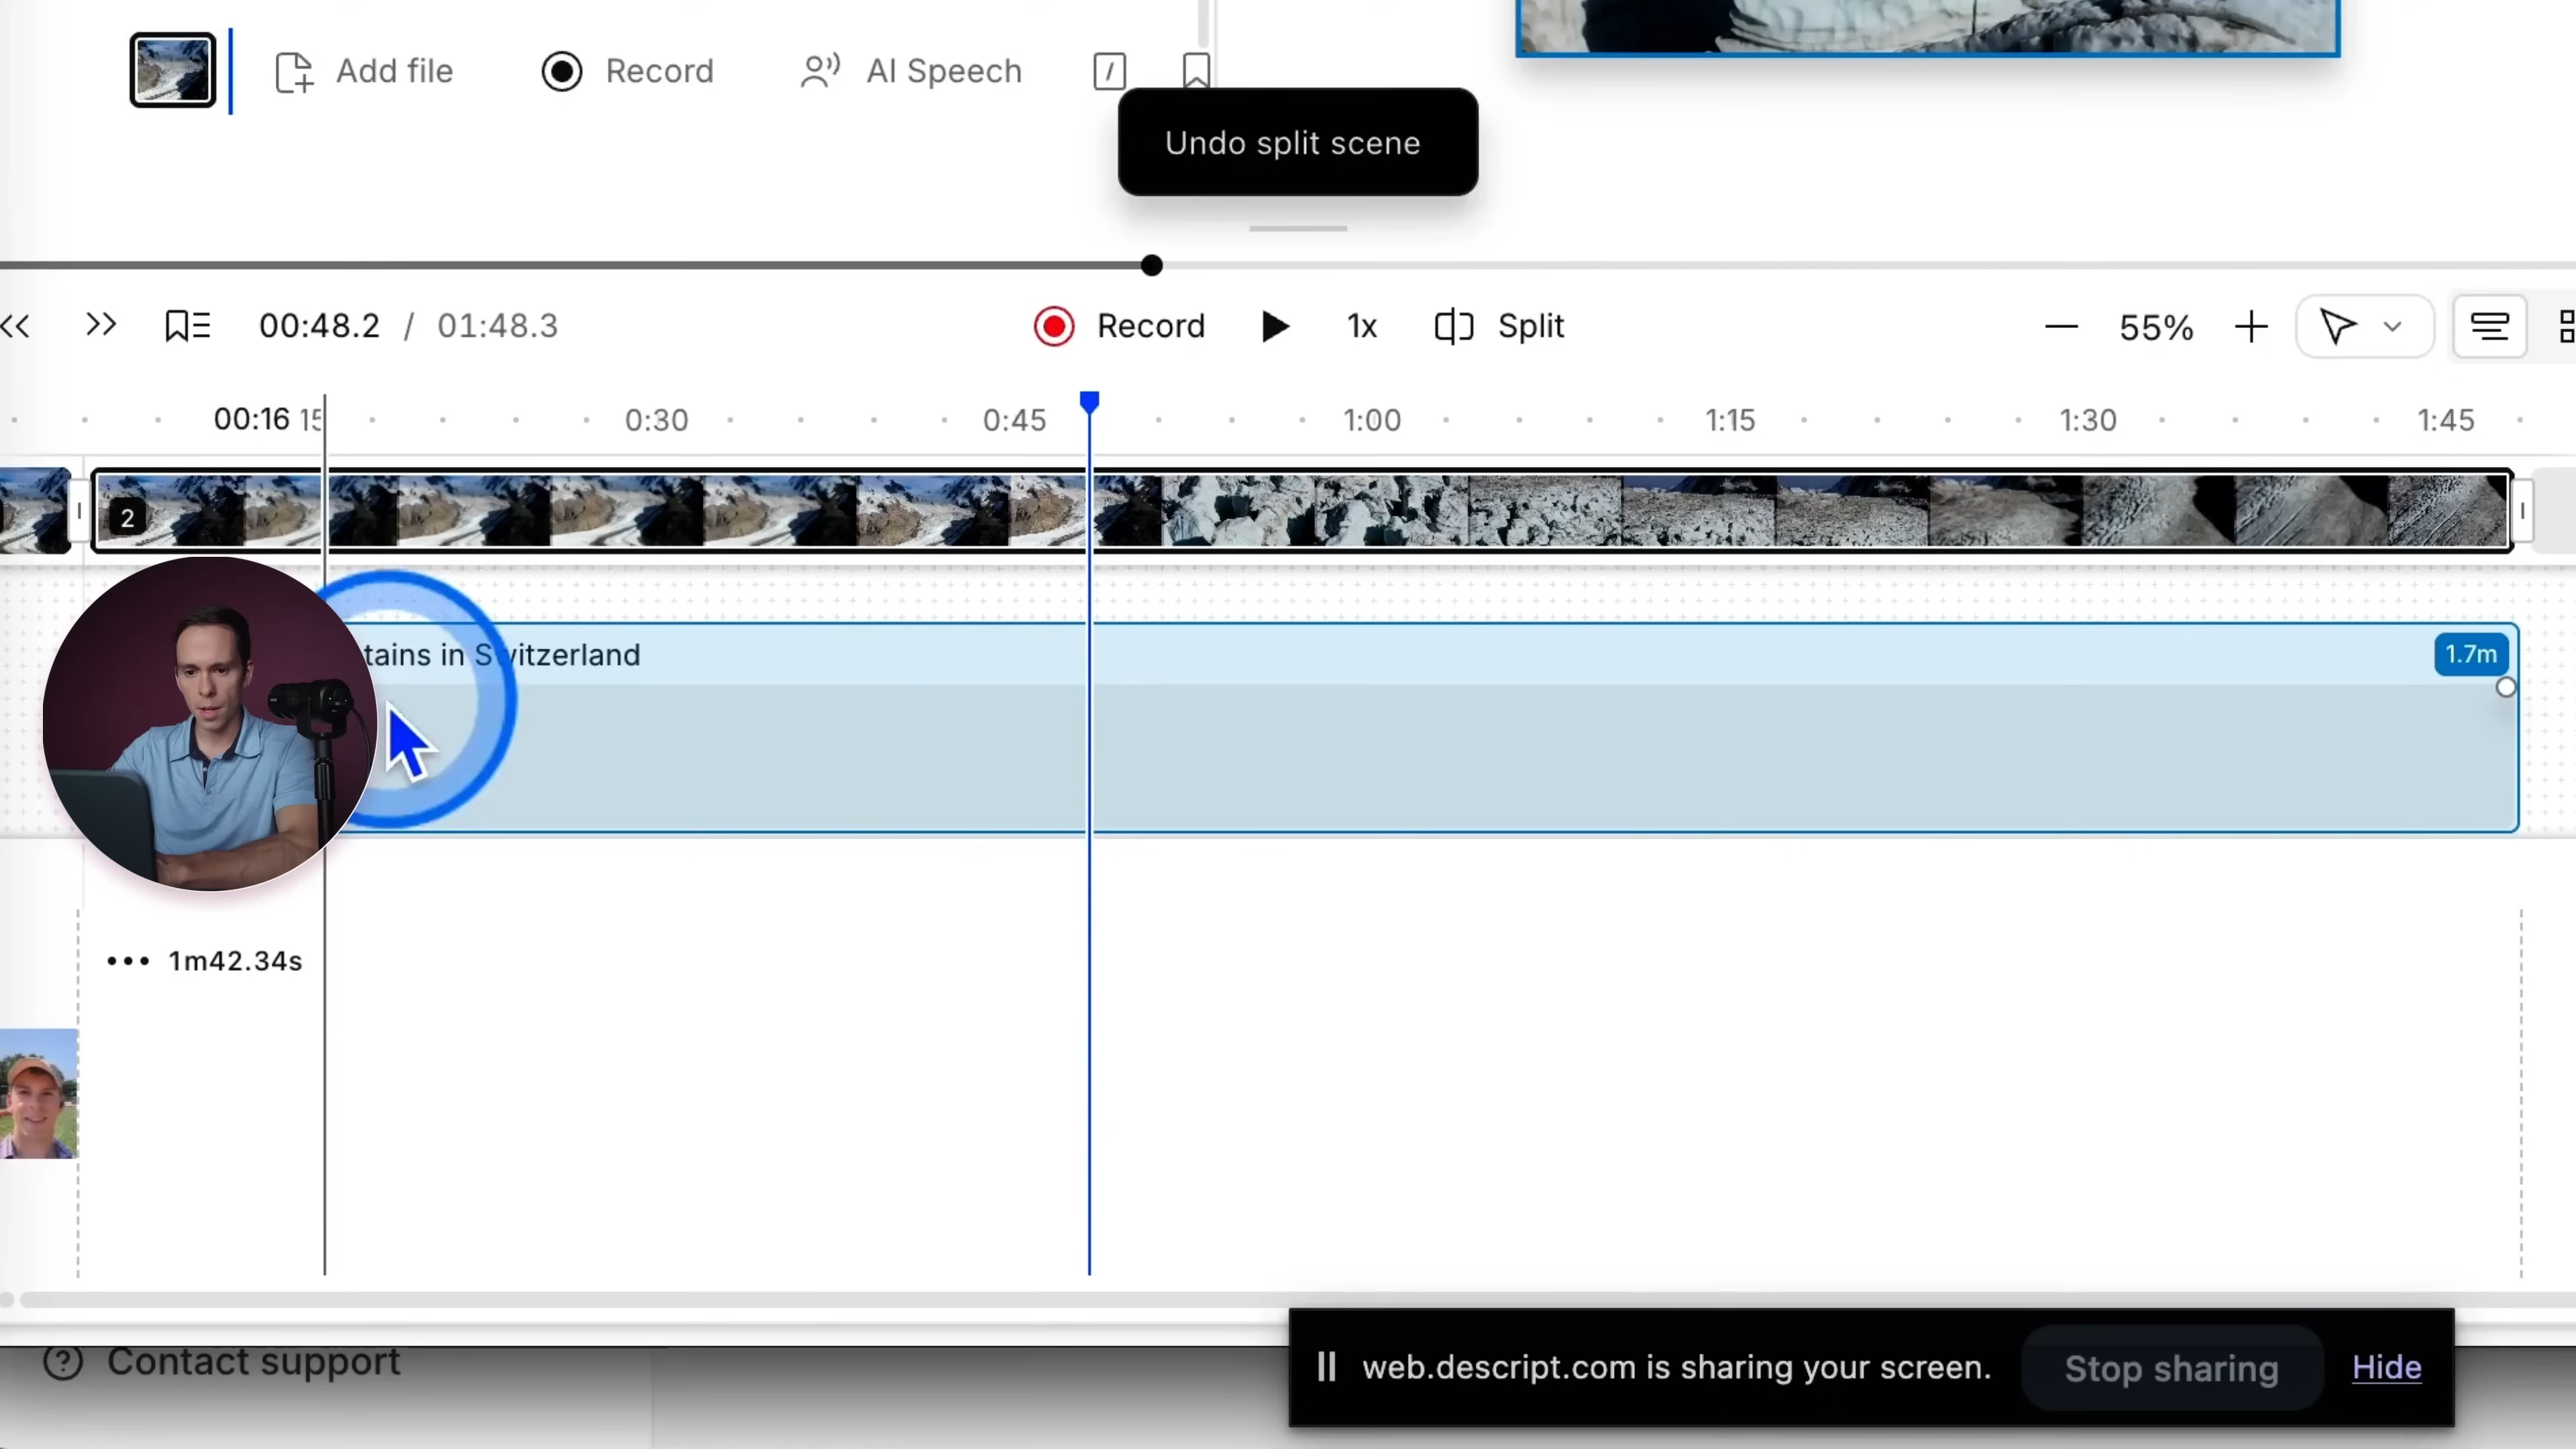 Add file
Record
AI Speech
Undo split scene
00:48.2 / 01:48.3
Record
1x
Split
55%
00:16
15
0:30
0:45
1:00
1:15
1:30
1:45
2
tains in Switzerland
1.7m
••• 1m42.34s
Contact support
web.descript.com is sharing your screen.
Stop sharing
Hide